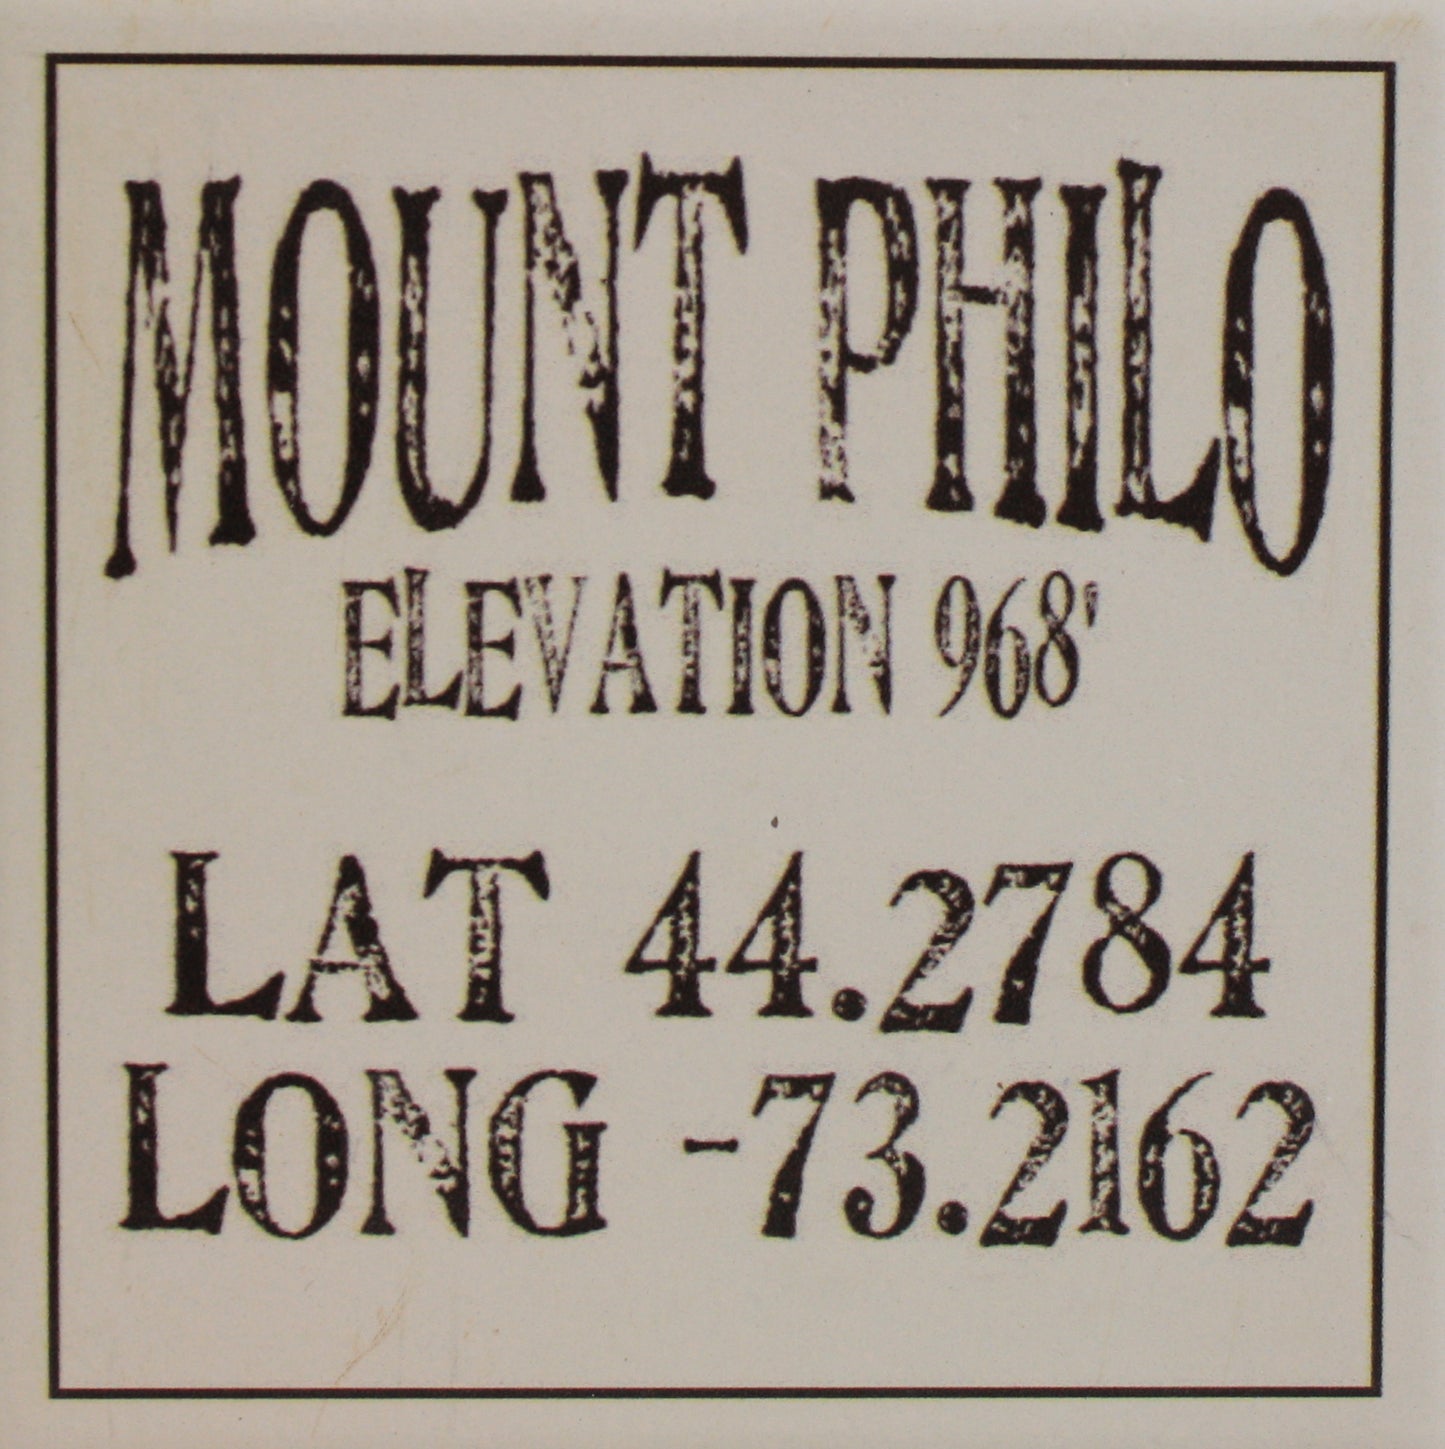 MOUNT PHILO
ELEVATION 968'
LAT 44.2784
LONG -73.2162